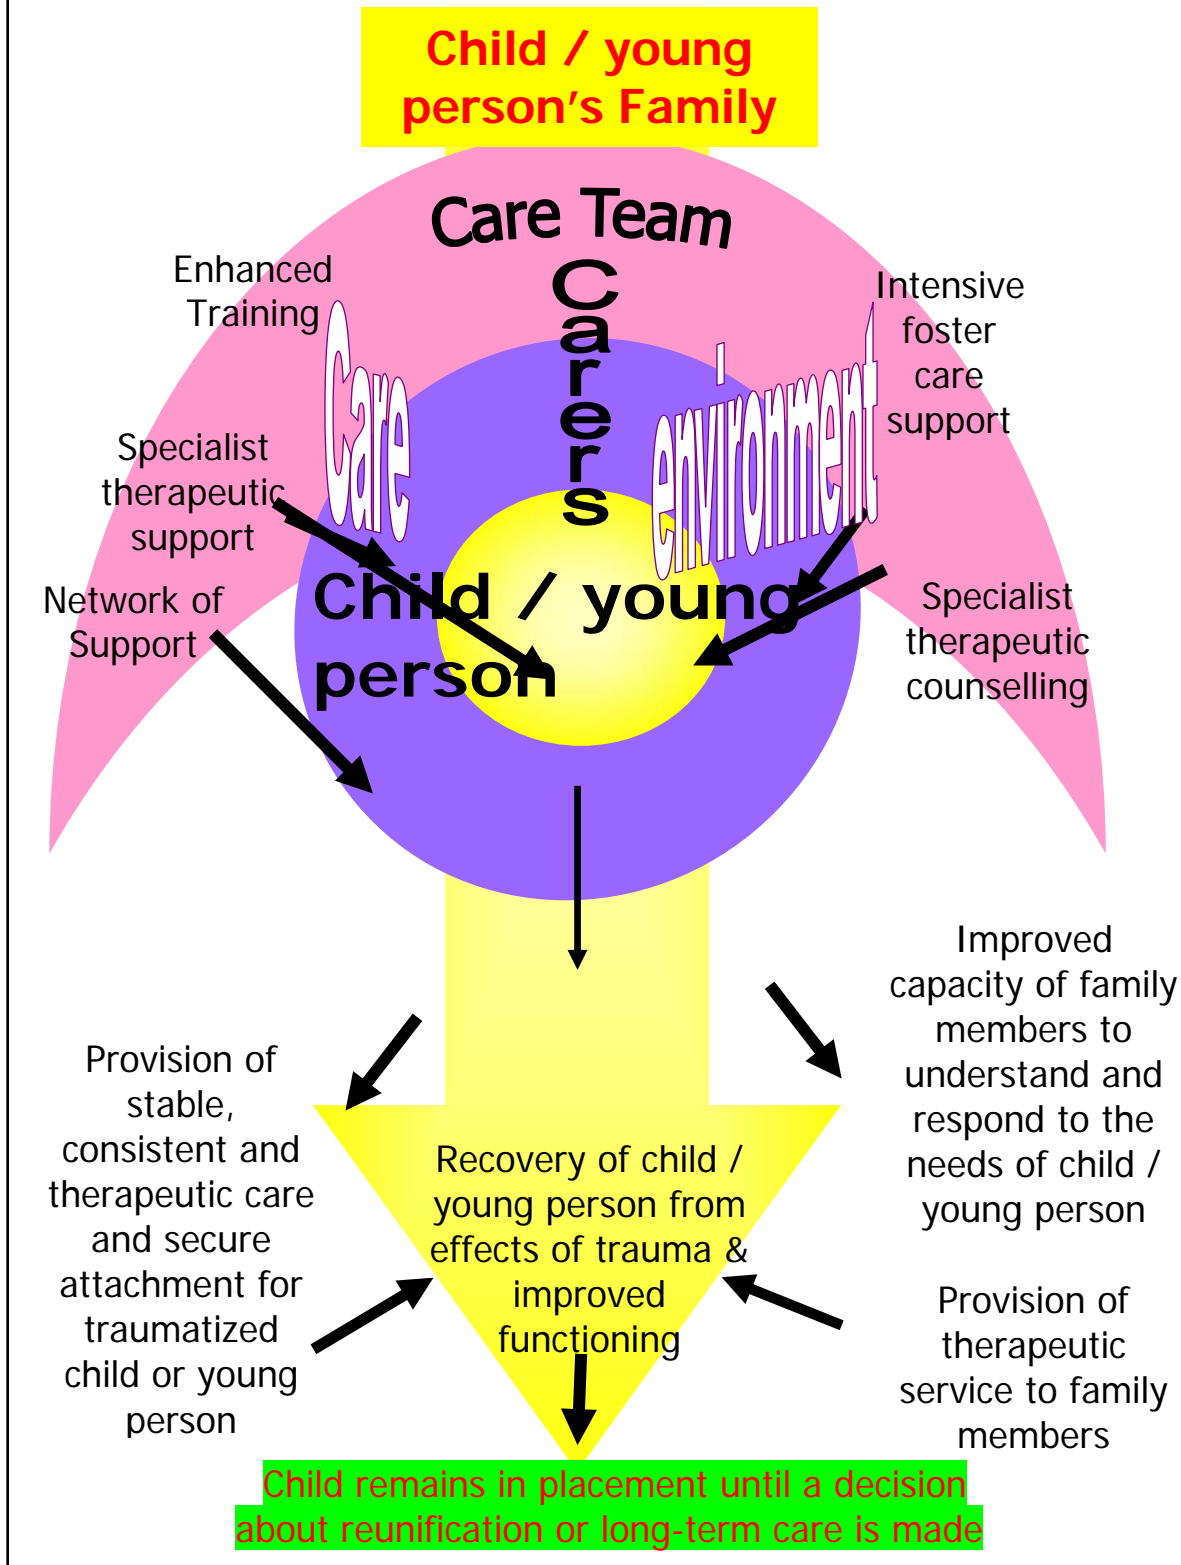 Child / young
person's Family
Care Team
Carers
Enhanced
Training
Intensive
foster
care
support
Care
environment
Specialist
therapeutic
support
Network of
Support
Child / young
person
Specialist
therapeutic
counselling
Improved
capacity of family
members to
understand and
respond to the
needs of child /
young person
Provision of
stable,
consistent and
therapeutic care
and secure
attachment for
traumatized
child or young
person
Recovery of child /
young person from
effects of trauma &
improved
functioning
Provision of
therapeutic
service to family
members
Child remains in placement until a decision
about reunification or long-term care is made